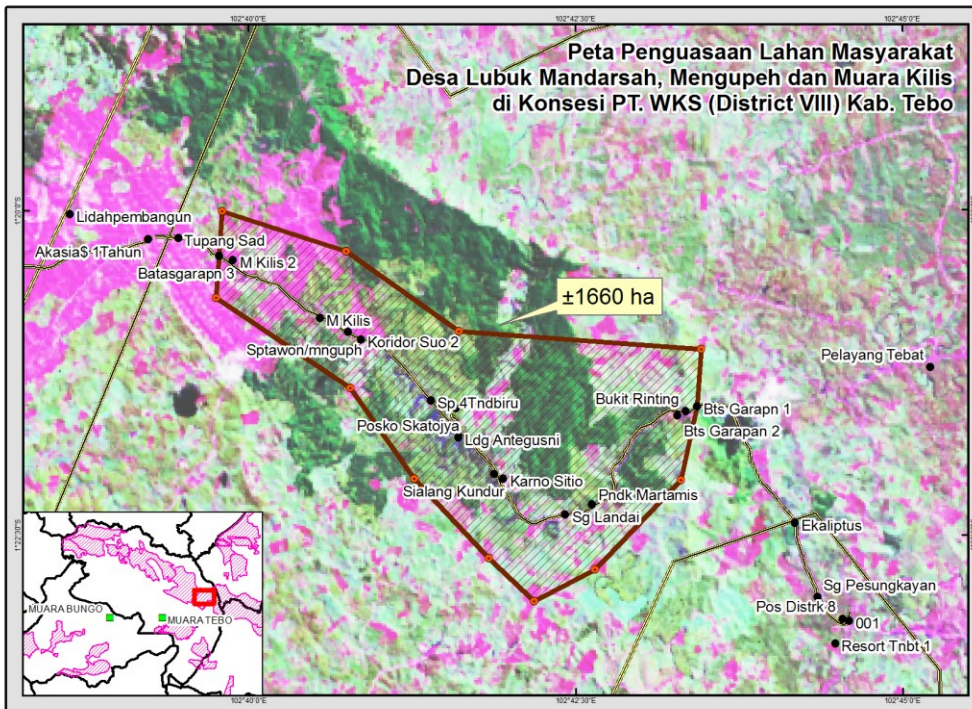 102°40'0"E
102°42'30"E
102°45'0"E
Peta Penguasaan Lahan Masyarakat
Desa Lubuk Mandarsah, Mengupeh dan Muara Kilis
di Konsesi PT. WKS (District VIII) Kab. Tebo
1°20'0"S
Lidahpembangun
Akasia$ 1Tahun
Tupang Sad
Batasgarapn 3
M Kilis 2
±1660 ha
M Kilis
Sptawon/mnguph
Koridor Suo 2
Pelayang Tebat
Sp 4Tndbiru
Bukit Rinting
Bts Garapn 1
Posko Skatojya
Bts Garapan 2
Ldg Antegusni
Sialang Kundur
Karno Sitio
Pndk Martamis
Sg Landai
1°22'30"S
Ekaliptus
Sg Pesungkayan
Pos Distrk 8
001
Resort Tnbt 1
MUARA BUNGO
MUARA TEBO
102°40'0"E
102°42'30"E
102°45'0"E